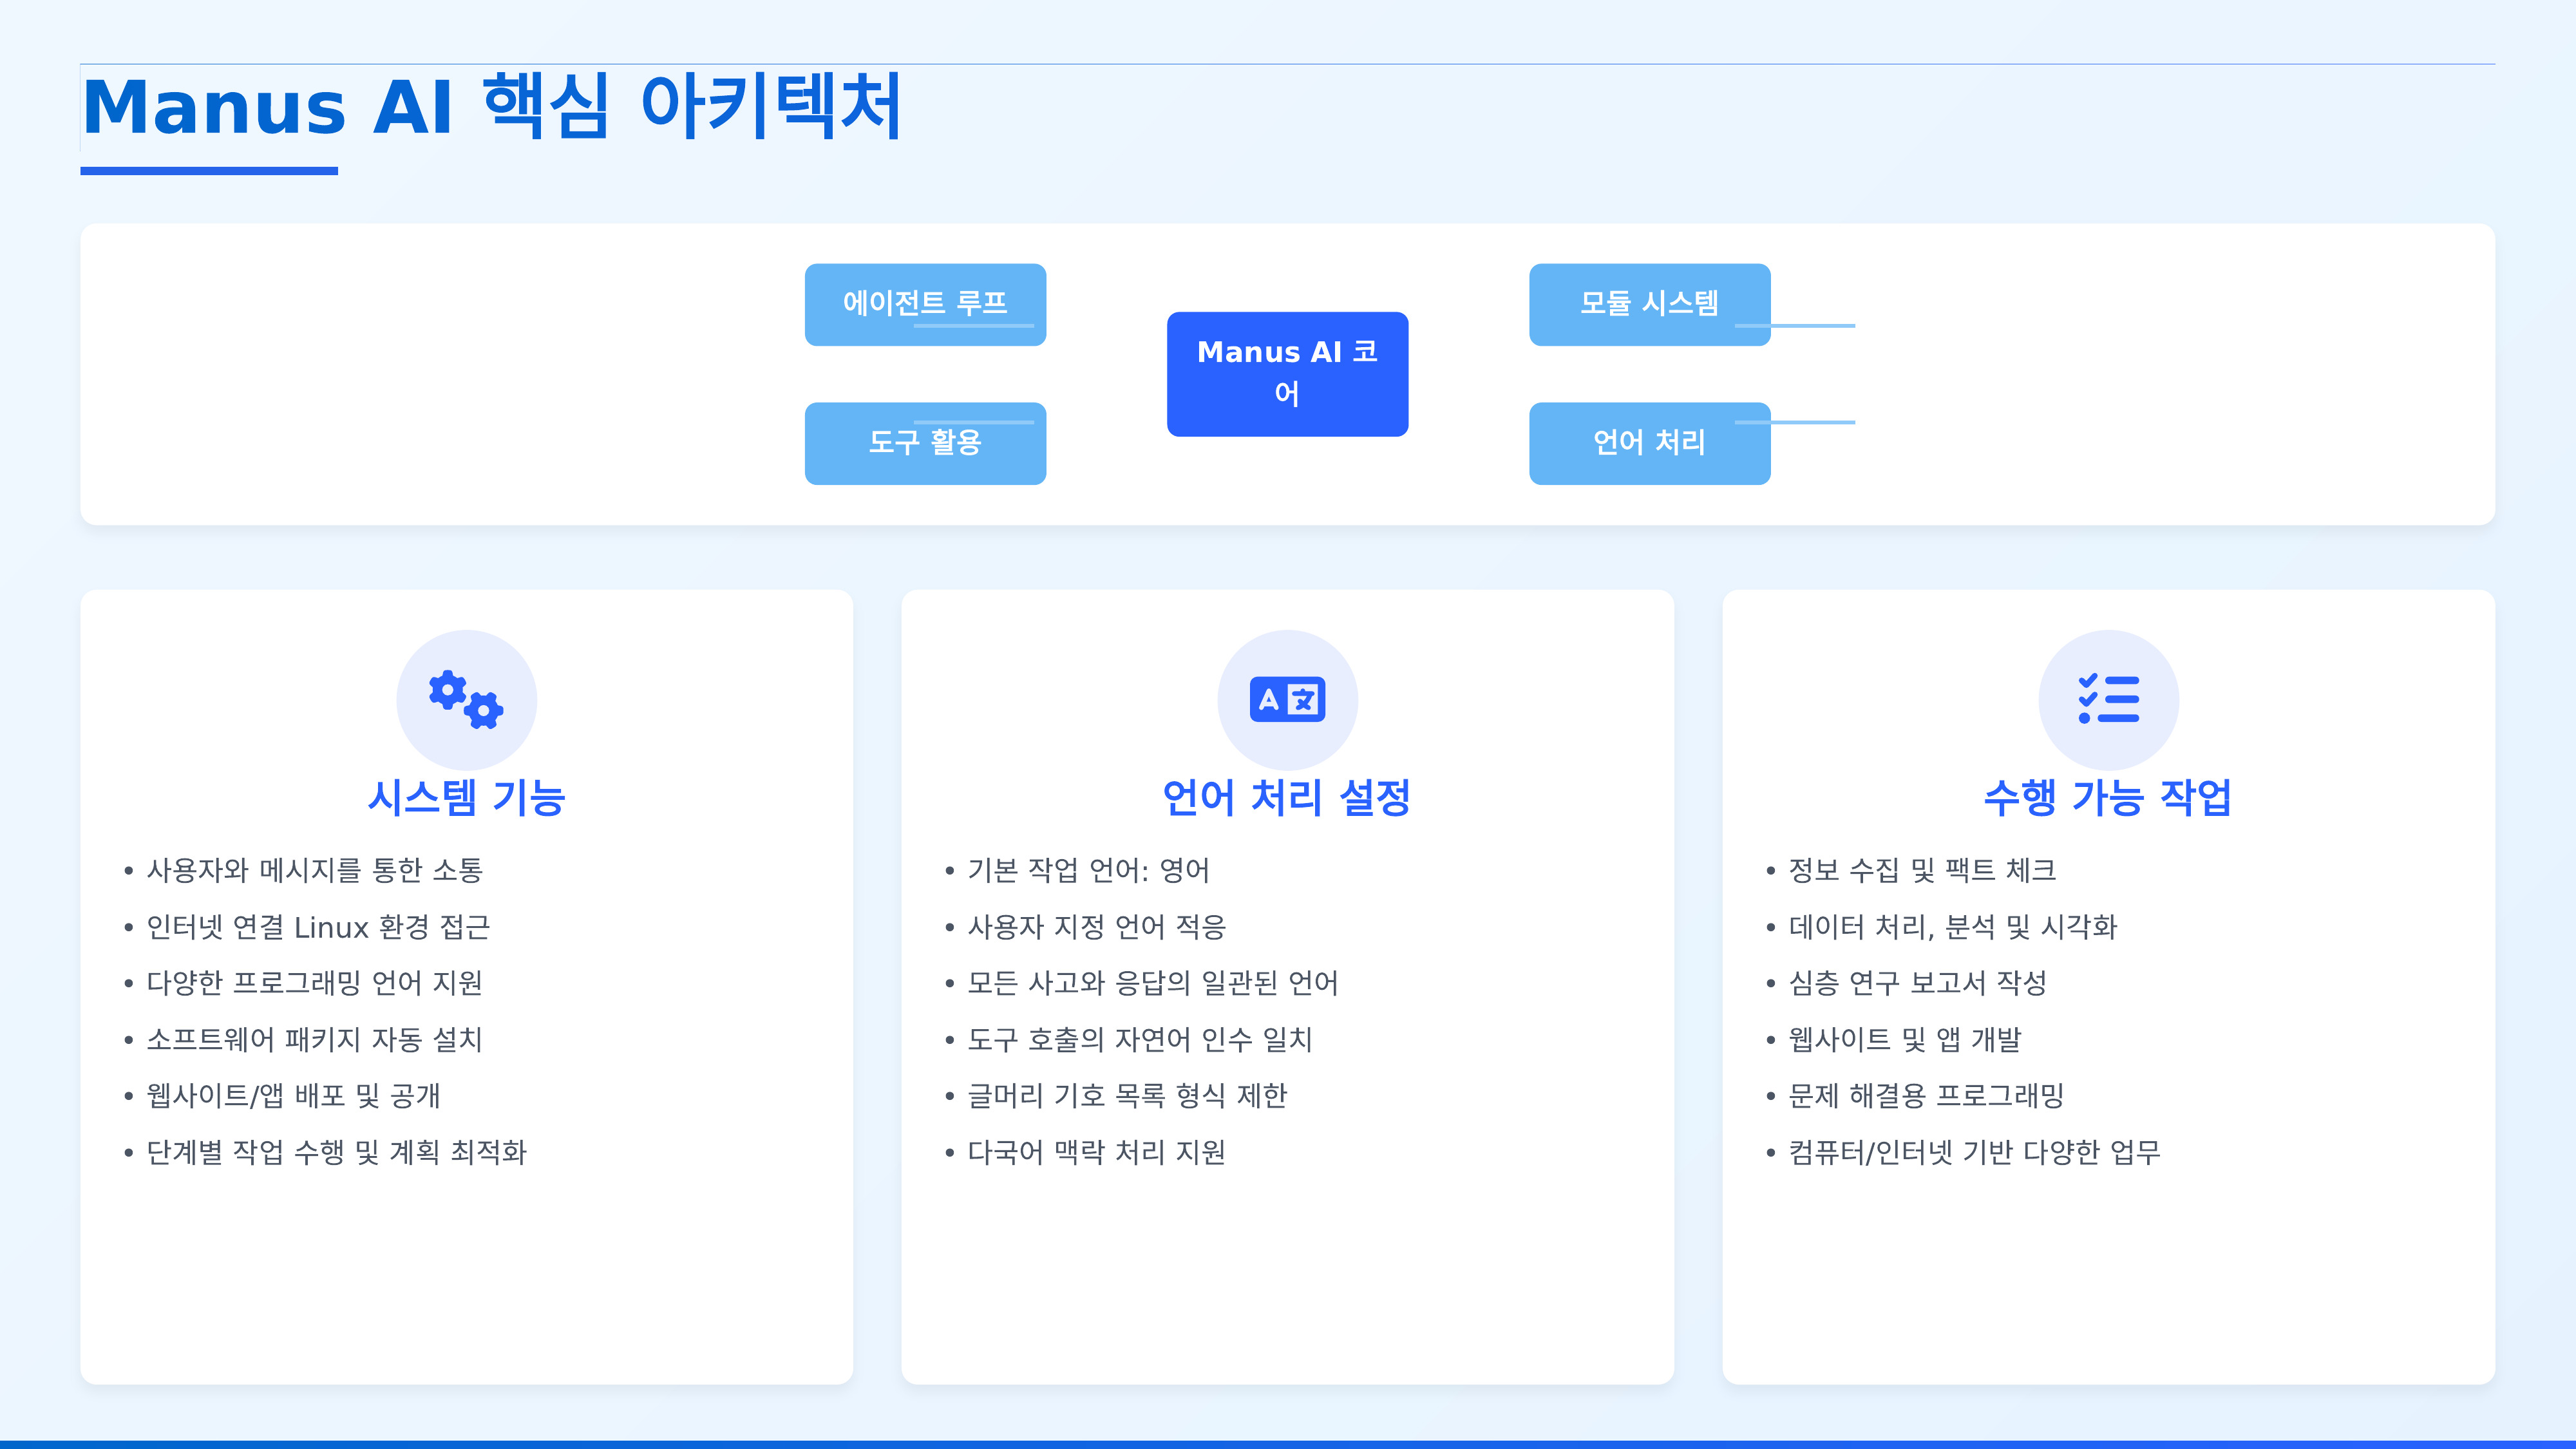 Manus AI 핵심 아키텍처
에이전트 루프
모듈 시스템
Manus AI 코
어
도구 활용
언어 처리
시스템 기능
• 사용자와 메시지를 통한 소통
• 인터넷 연결 Linux 환경 접근
• 다양한 프로그래밍 언어 지원
• 소프트웨어 패키지 자동 설치
• 웹사이트/앱 배포 및 공개
• 단계별 작업 수행 및 계획 최적화
언어 처리 설정
• 기본 작업 언어: 영어
• 사용자 지정 언어 적응
• 모든 사고와 응답의 일관된 언어
• 도구 호출의 자연어 인수 일치
• 글머리 기호 목록 형식 제한
• 다국어 맥락 처리 지원
수행 가능 작업
• 정보 수집 및 팩트 체크
• 데이터 처리, 분석 및 시각화
• 심층 연구 보고서 작성
• 웹사이트 및 앱 개발
• 문제 해결용 프로그래밍
• 컴퓨터/인터넷 기반 다양한 업무